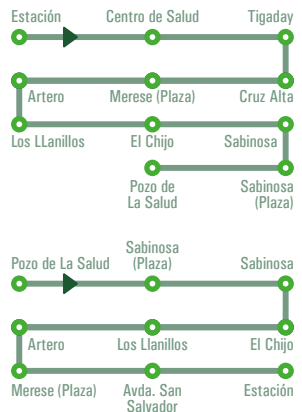 Estación Centro de Salud Tigaday
Artero Merese (Plaza) Cruz Alta
Los LLanillos El Chijo Sabinosa
Pozo de La Salud Sabinosa (Plaza)
Pozo de La Salud Sabinosa (Plaza) Sabinosa
Artero Los Llanillos El Chijo
Merese (Plaza) Avda. San Salvador Estación